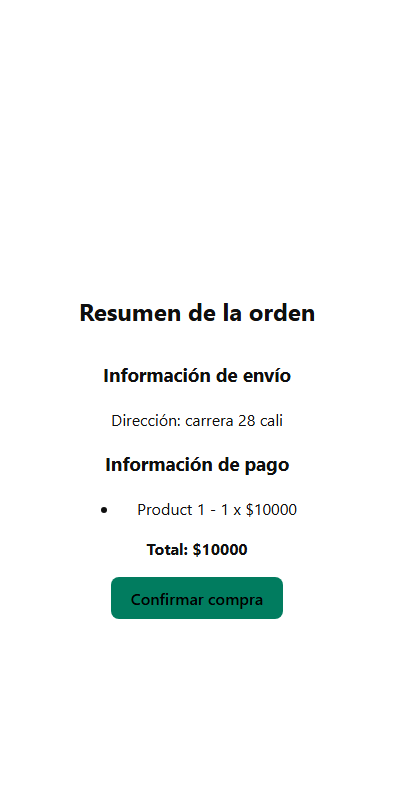 Resumen de la orden
Información de envío
Dirección: carrera 28 cali
Información de pago
• Product 1 - 1 x $10000
Total: $10000
Confirmar compra